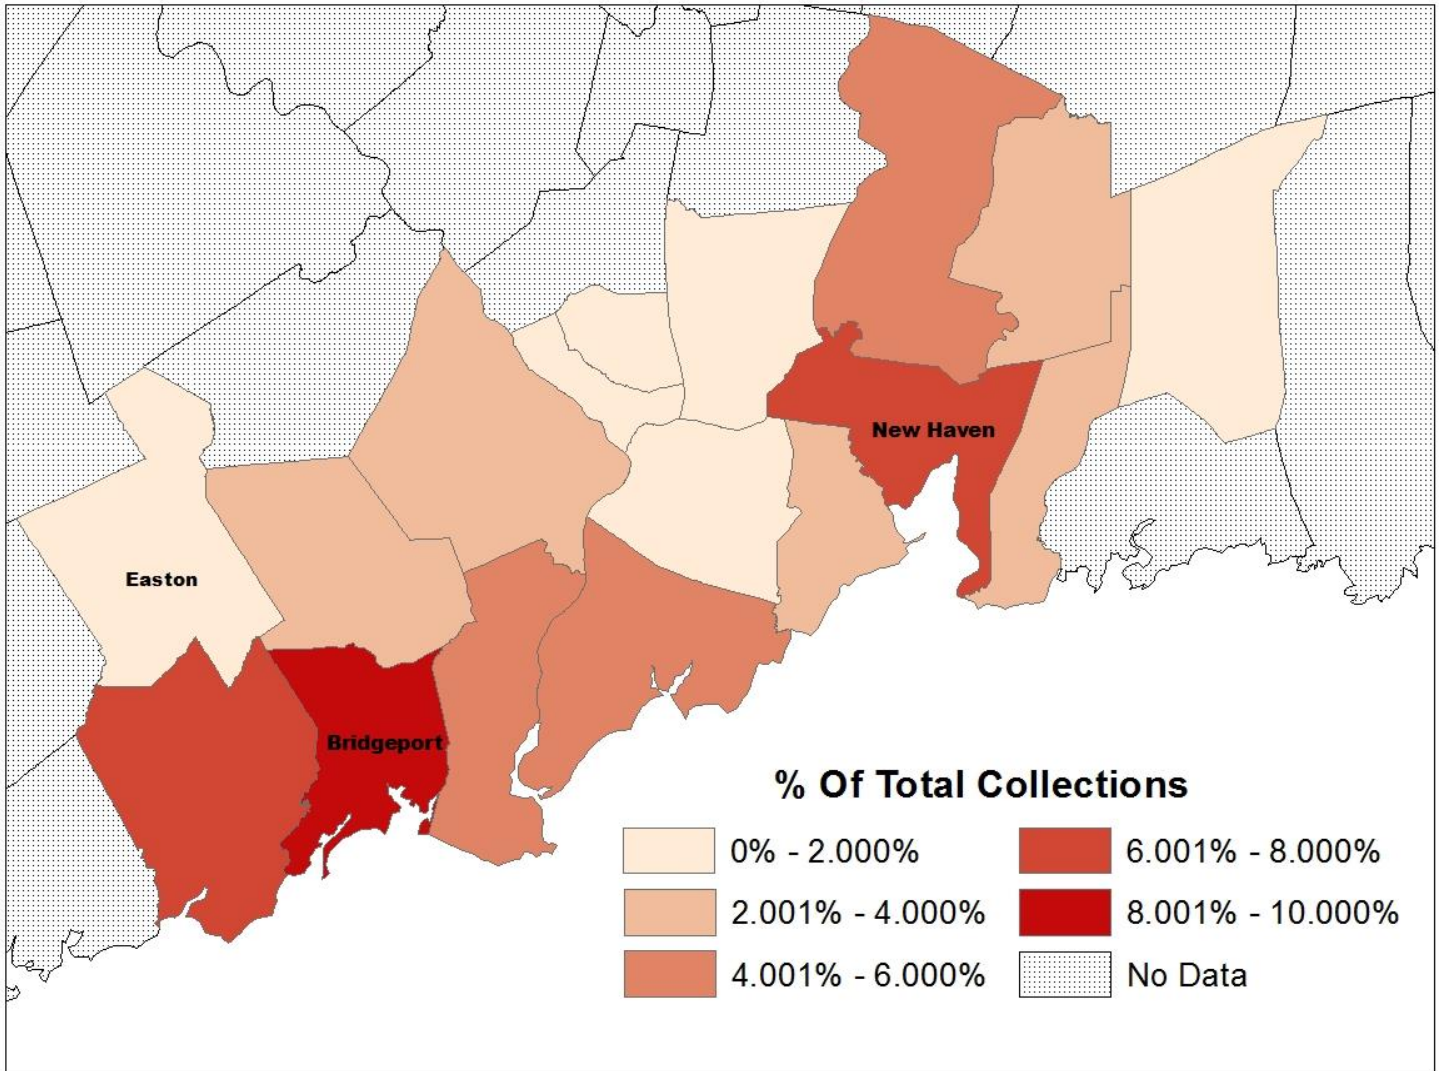 New Haven
Easton
Bridgeport
% Of Total Collections
0% - 2.000%
6.001% - 8.000%
2.001% - 4.000%
8.001% - 10.000%
4.001% - 6.000%
No Data